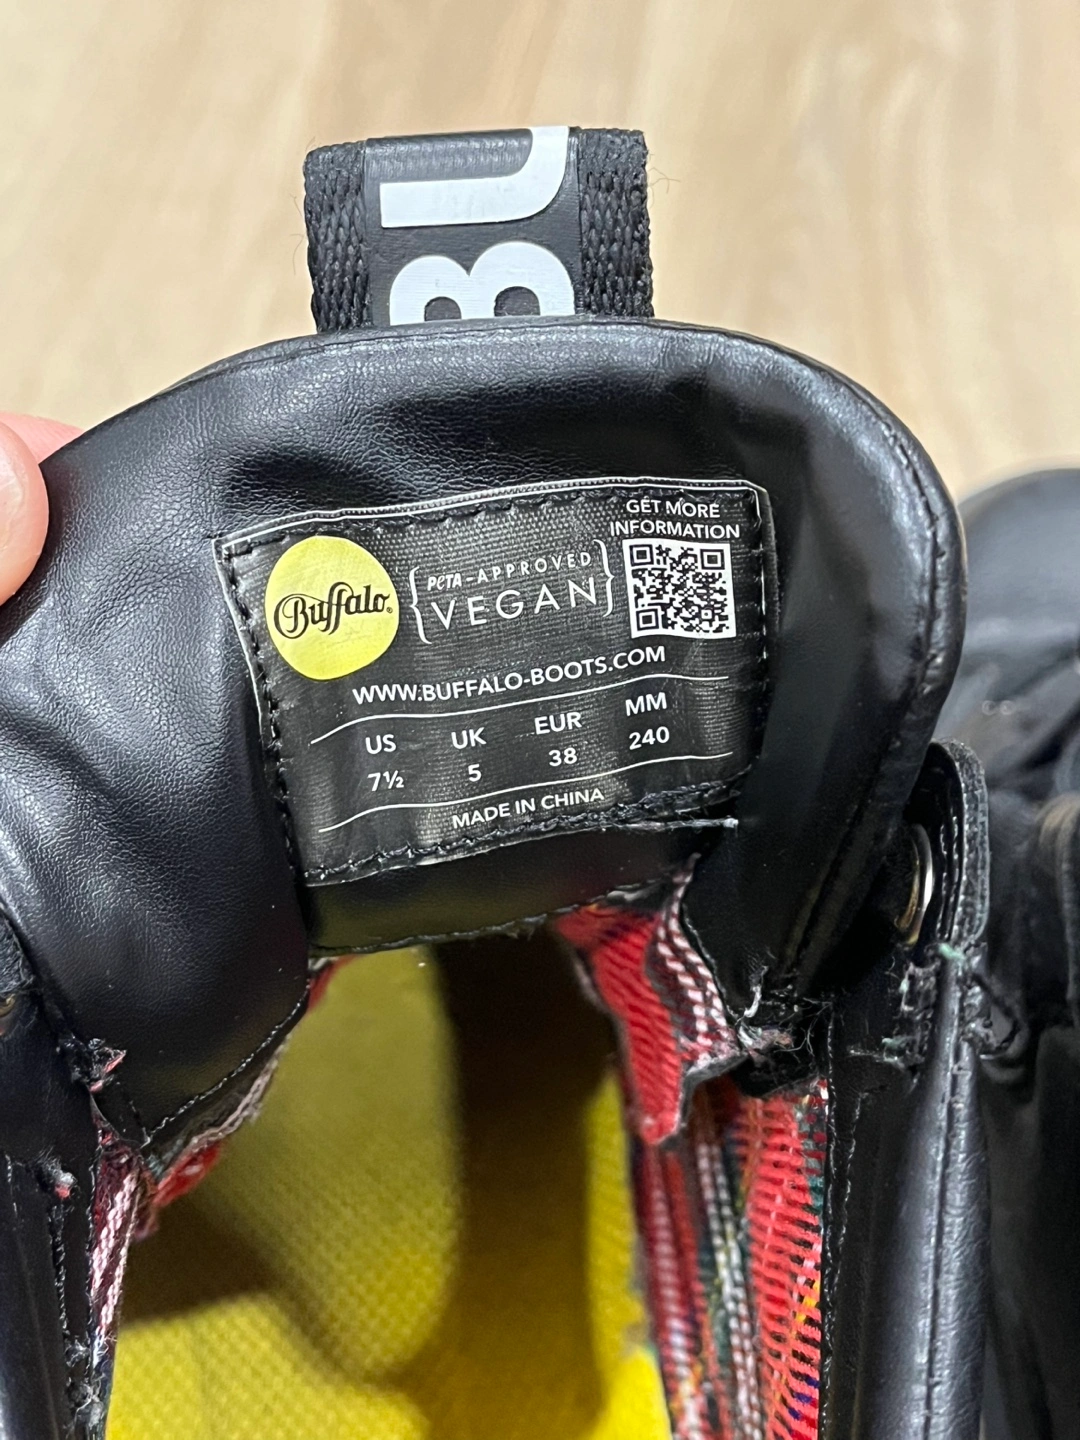 BU
GET MORE
INFORMATION
Buffalo®
PETA-APPROVED
VEGAN
WWW.BUFFALO-BOOTS.COM
US UK EUR MM
7½ 5 38 240
MADE IN CHINA